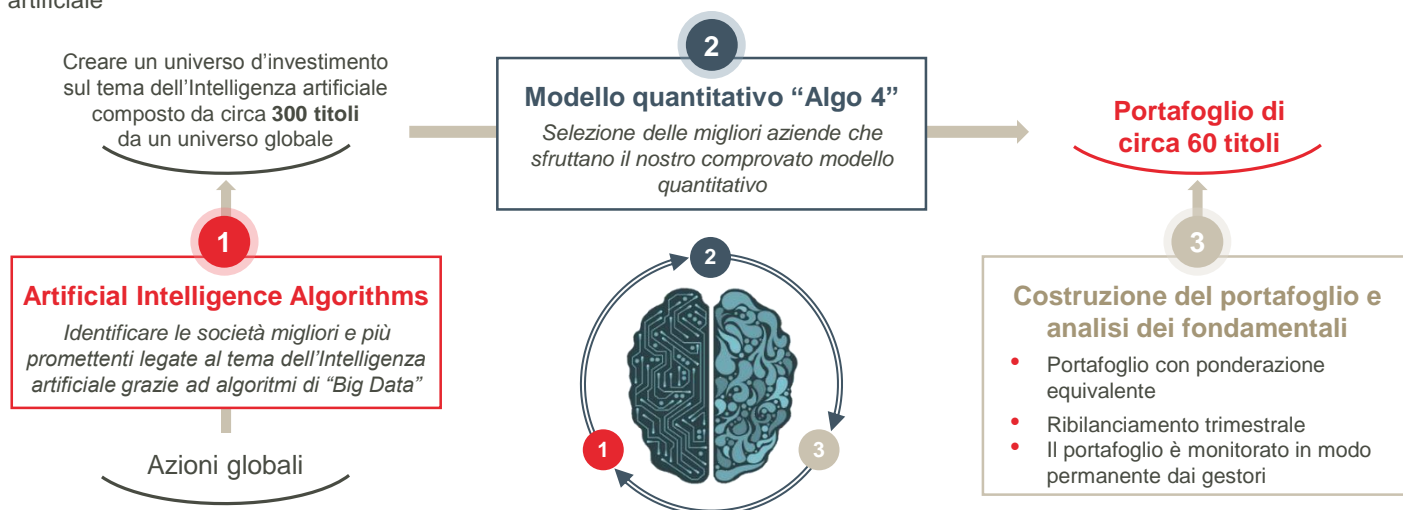 artificiale
Creare un universo d'investimento
sul tema dell'Intelligenza artificiale
composto da circa 300 titoli
da un universo globale
2
Modello quantitativo “Algo 4”
Selezione delle migliori aziende che
sfruttano il nostro comprovato modello
quantitativo
Portafoglio di
circa 60 titoli
1
Artificial Intelligence Algorithms
Identificare le società migliori e più
promettenti legate al tema dell'Intelligenza
artificiale grazie ad algoritmi di “Big Data”
Azioni globali
2
1
3
3
Costruzione del portafoglio e
analisi dei fondamentali
• Portafoglio con ponderazione
equivalente
• Ribilanciamento trimestrale
• Il portafoglio è monitorato in modo
permanente dai gestori